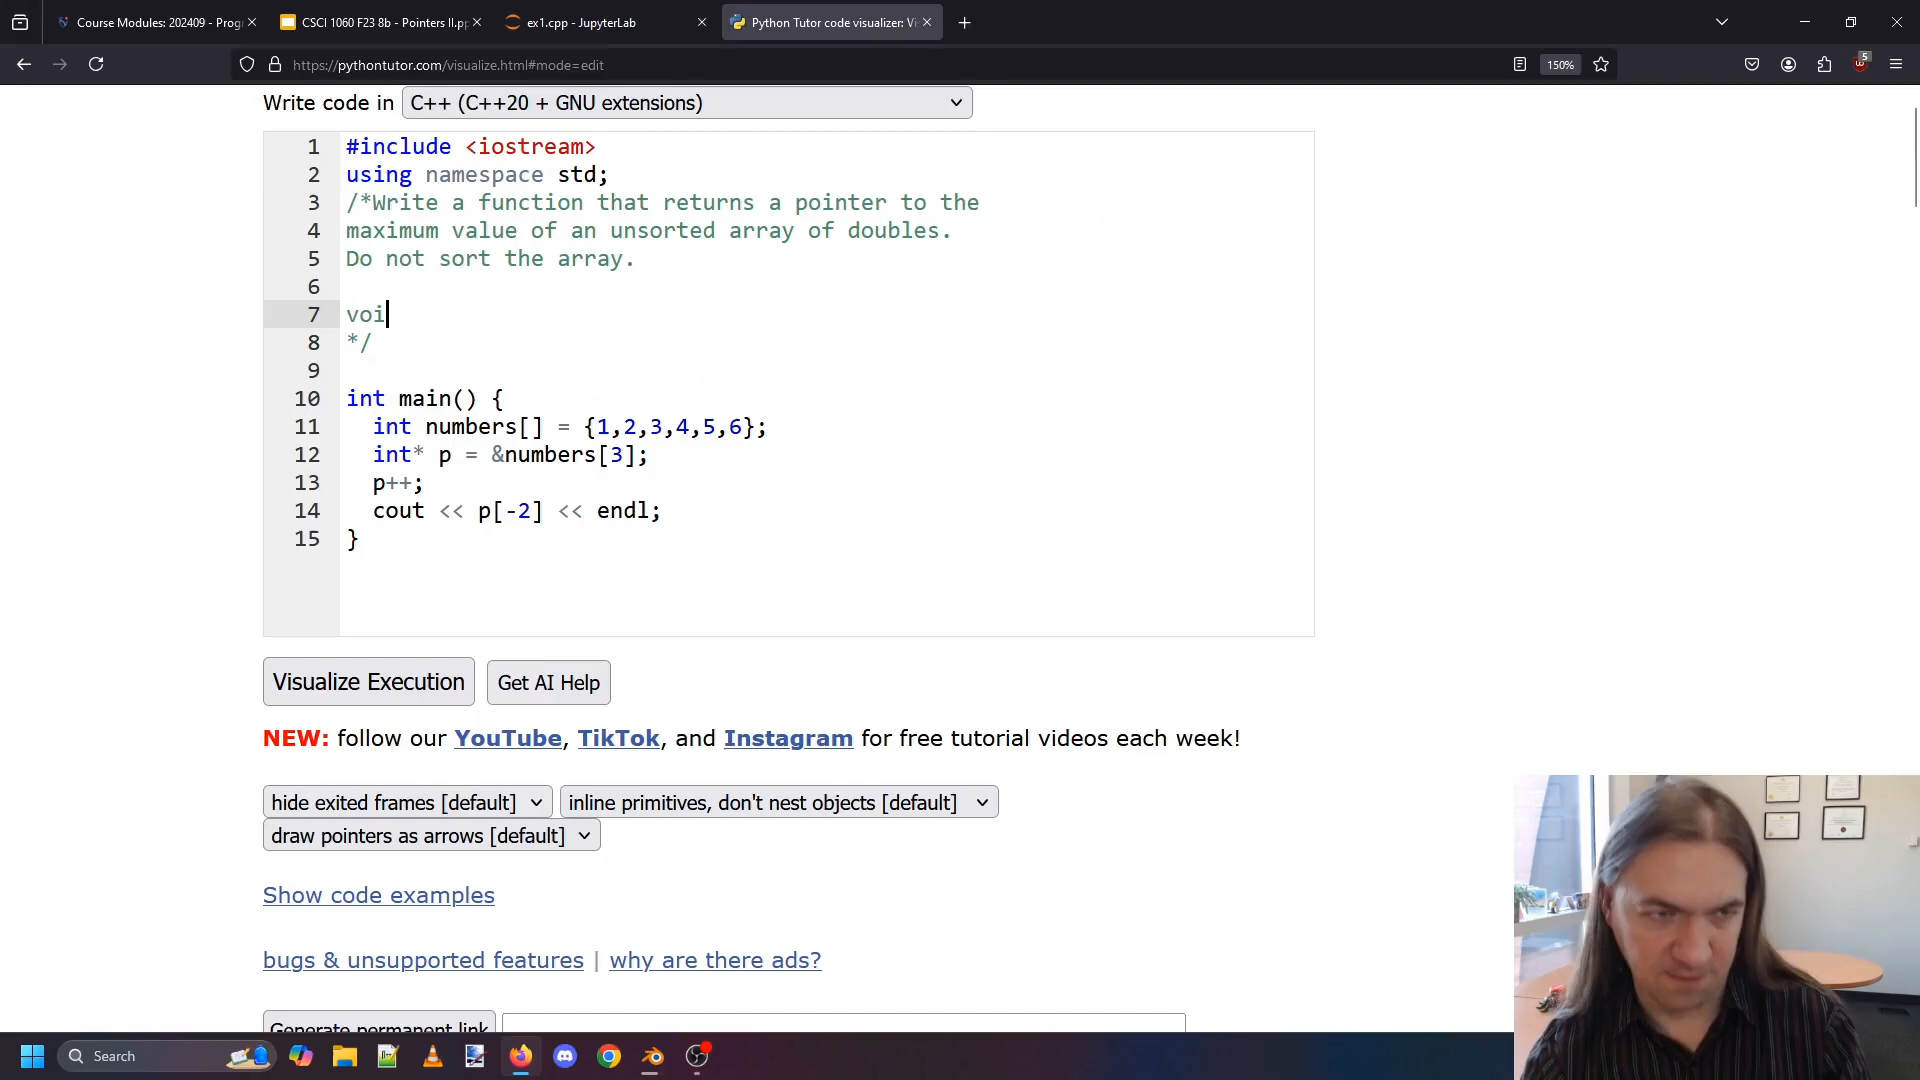 Course Modules: 202409 - Prog
CSCI 1060 F23 8b - Pointers II.pp
ex1.cpp - JupyterLab
Python Tutor code visualizer: Vi
https://pythontutor.com/visualize.html#mode=edit
150%
5
Write code in C++ (C++20 + GNU extensions)
1 #include <iostream>
2 using namespace std;
3 /*Write a function that returns a pointer to the
4 maximum value of an unsorted array of doubles.
5 Do not sort the array.
6
7 voi
8 */
9
10 int main() {
11 int numbers[] = {1,2,3,4,5,6};
12 int* p = &numbers[3];
13 p++;
14 cout << p[-2] << endl;
15 }
Visualize Execution Get AI Help
NEW: follow our YouTube, TikTok, and Instagram for free tutorial videos each week!
hide exited frames [default] inline primitives, don't nest objects [default]
draw pointers as arrows [default]
Show code examples
bugs & unsupported features | why are there ads?
Generate permanent link
Search